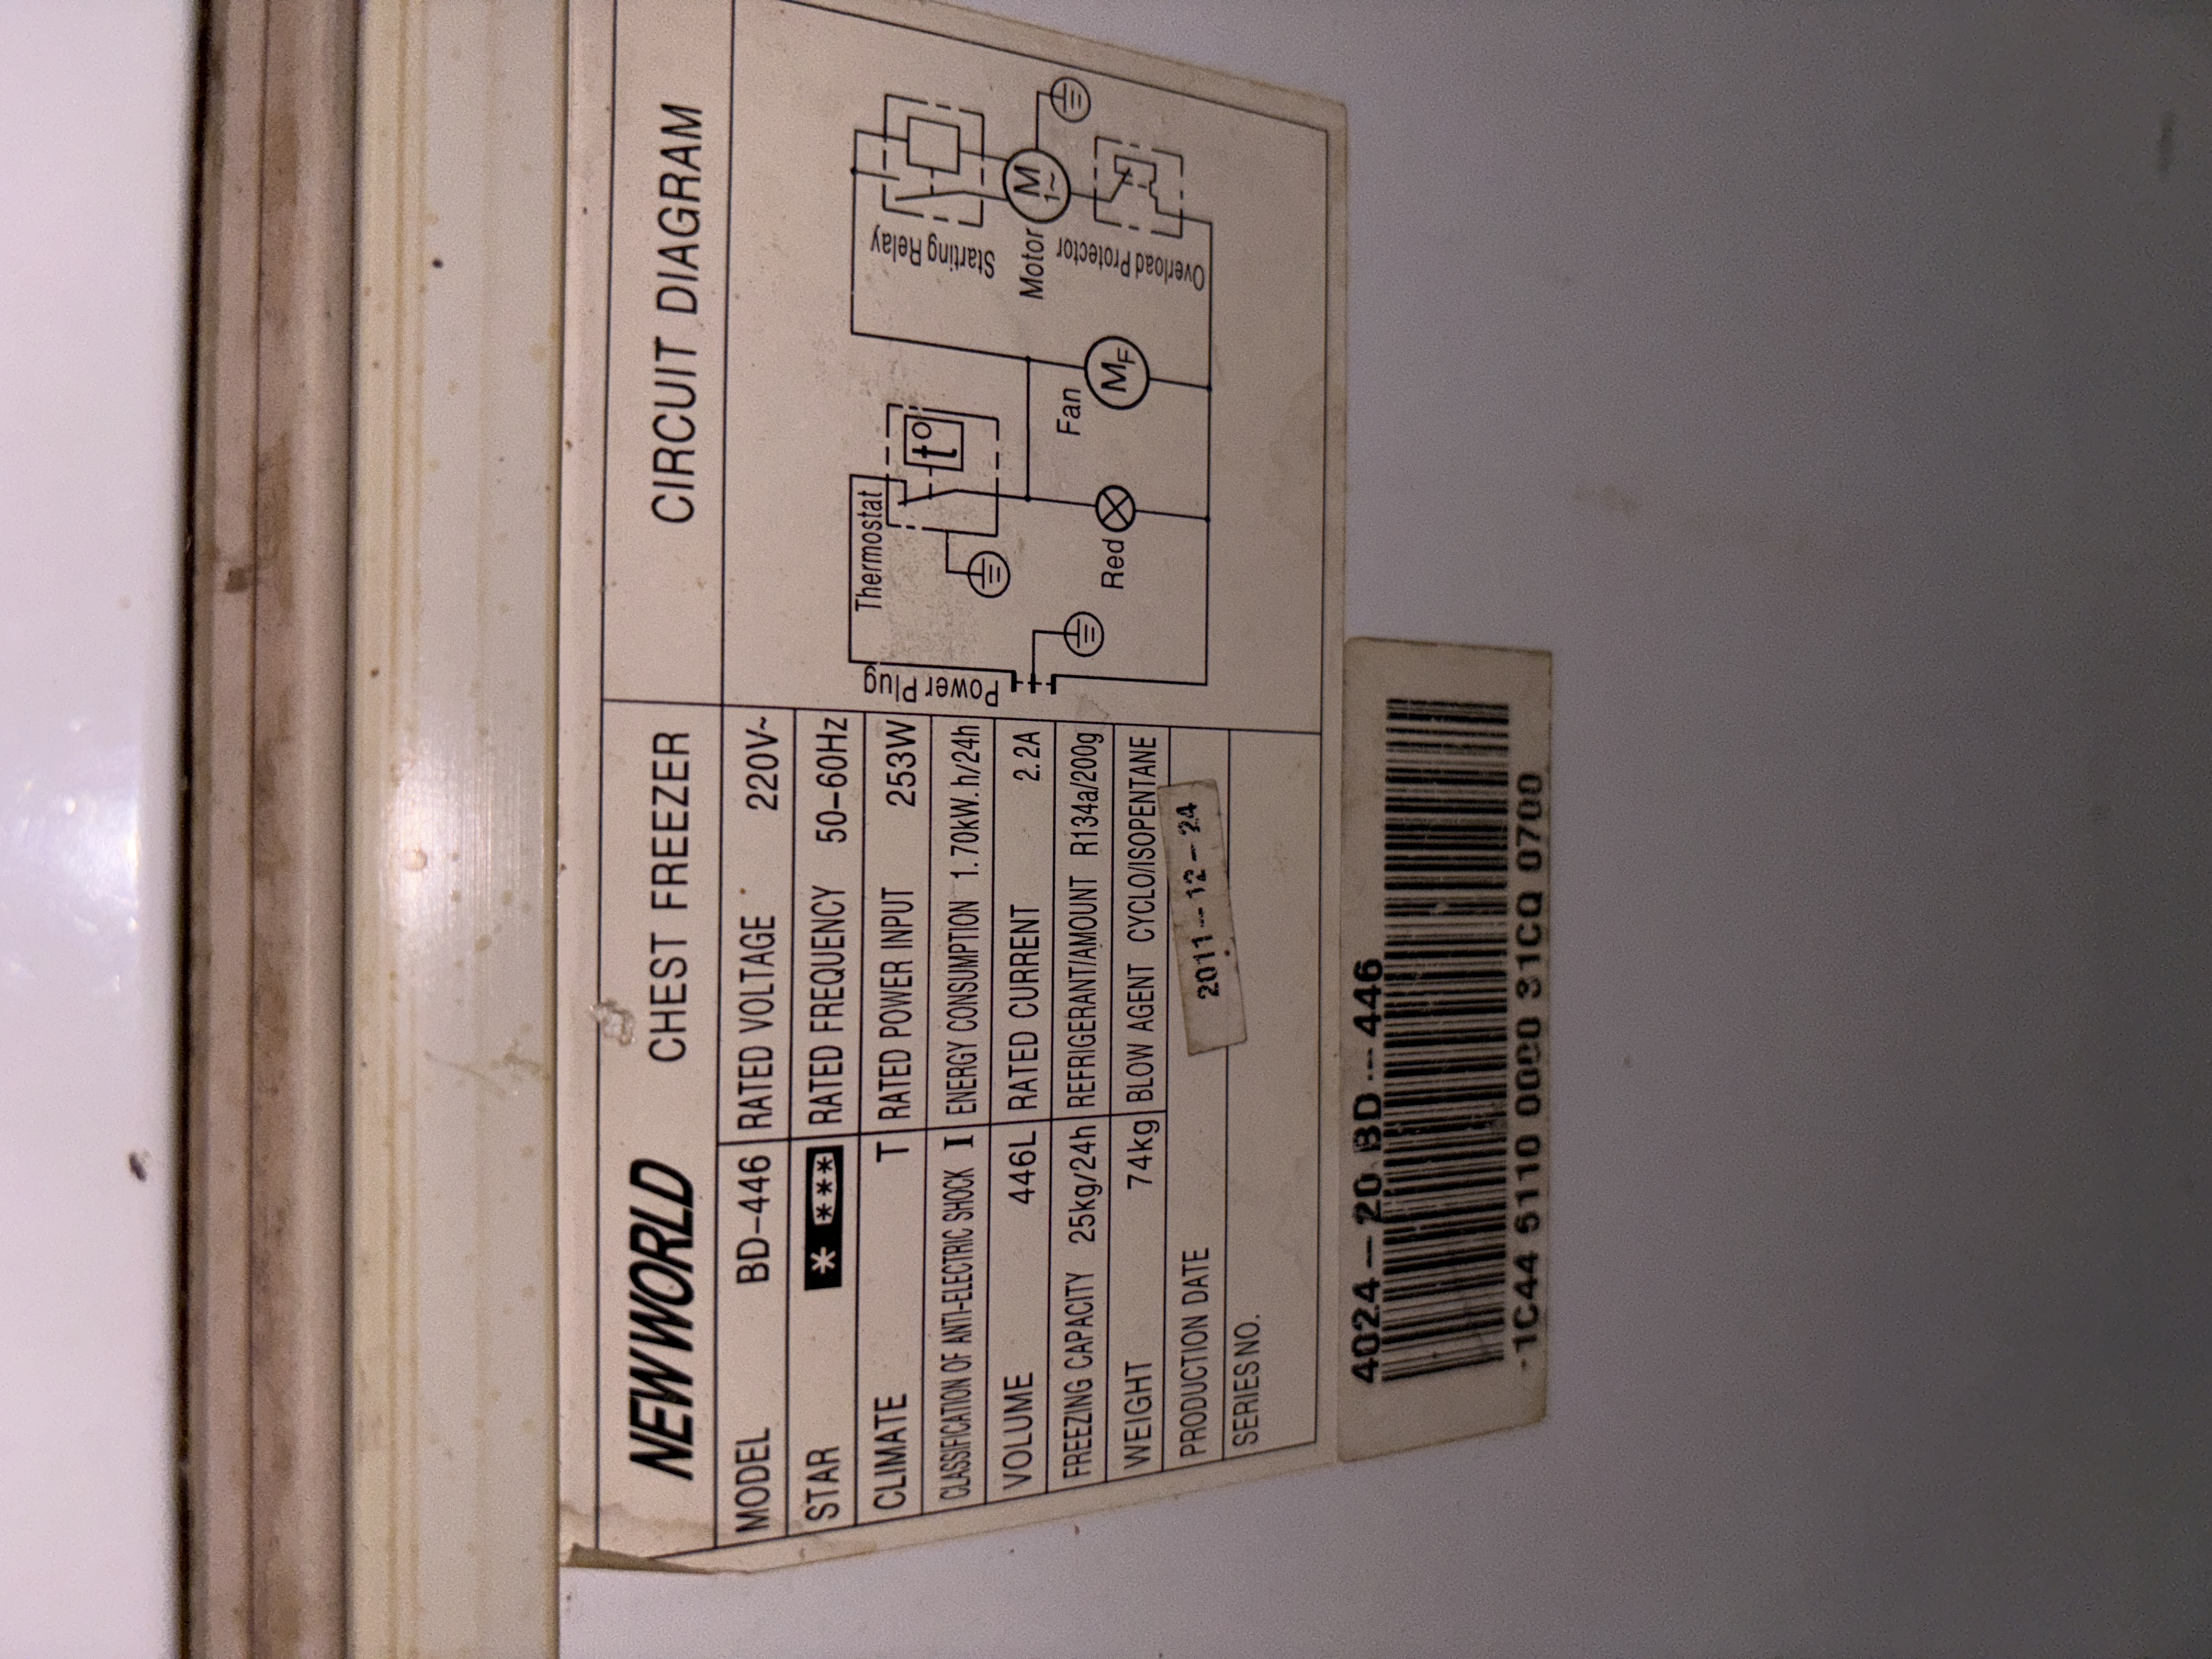 NEWWORLD CHEST FREEZER
CIRCUIT DIAGRAM
MODEL BD-446 RATED VOLTAGE 220V~
STAR * *** RATED FREQUENCY 50-60Hz
CLIMATE T RATED POWER INPUT 253W
CLASSIFICATION OF ANTI-ELECTRIC SHOCK I ENERGY CONSUMPTION 1.70kW.h/24h
VOLUME 446L RATED CURRENT 2.2A
FREEZING CAPACITY 25kg/24h REFRIGERANT/AMOUNT R134a/200g
WEIGHT 74kg BLOW AGENT CYCLO/ISOPENTANE
PRODUCTION DATE 2011-12-24
SERIES NO.
Power Plug
Thermostat
t°
Red
Fan
MF
Starting Relay
Motor
M
1~
Overload Protector
4024-20 BD-446
1C44 5110 0000 31CQ 0700